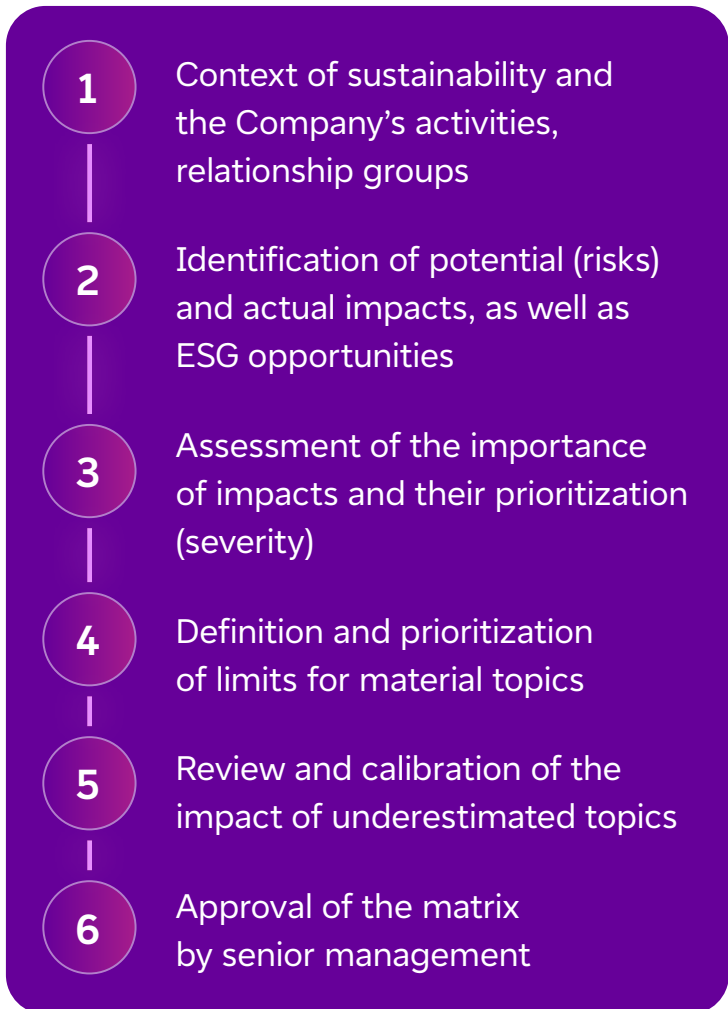 1
Context of sustainability and
the Company’s activities,
relationship groups
2
Identification of potential (risks)
and actual impacts, as well as
ESG opportunities
3
Assessment of the importance
of impacts and their prioritization
(severity)
4
Definition and prioritization
of limits for material topics
5
Review and calibration of the
impact of underestimated topics
6
Approval of the matrix
by senior management